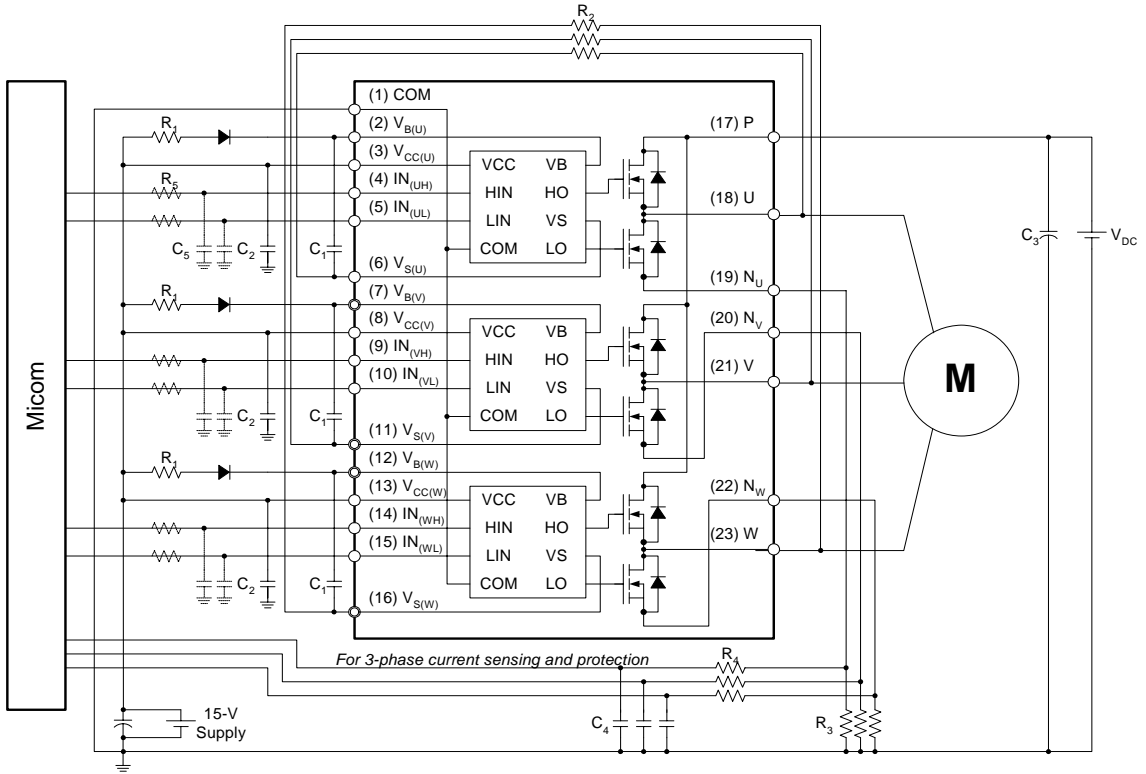 R2
Micom
R1
R5
C5
C2
C1
R1
C2
C1
R1
C2
C1
15-V
Supply
(1) COM
(2) VB(U)
(3) VCC(U)
(4) IN(UH)
(5) IN(UL)
(6) VS(U)
(7) VB(V)
(8) VCC(V)
(9) IN(VH)
(10) IN(VL)
(11) VS(V)
(12) VB(W)
(13) VCC(W)
(14) IN(WH)
(15) IN(WL)
(16) VS(W)
VCC VB
HIN HO
LIN VS
COM LO
VCC VB
HIN HO
LIN VS
COM LO
VCC VB
HIN HO
LIN VS
COM LO
(17) P
(18) U
(19) NU
(20) NV
(21) V
(22) NW
(23) W
C3
VDC
M
For 3-phase current sensing and protection
R4
C4
R3